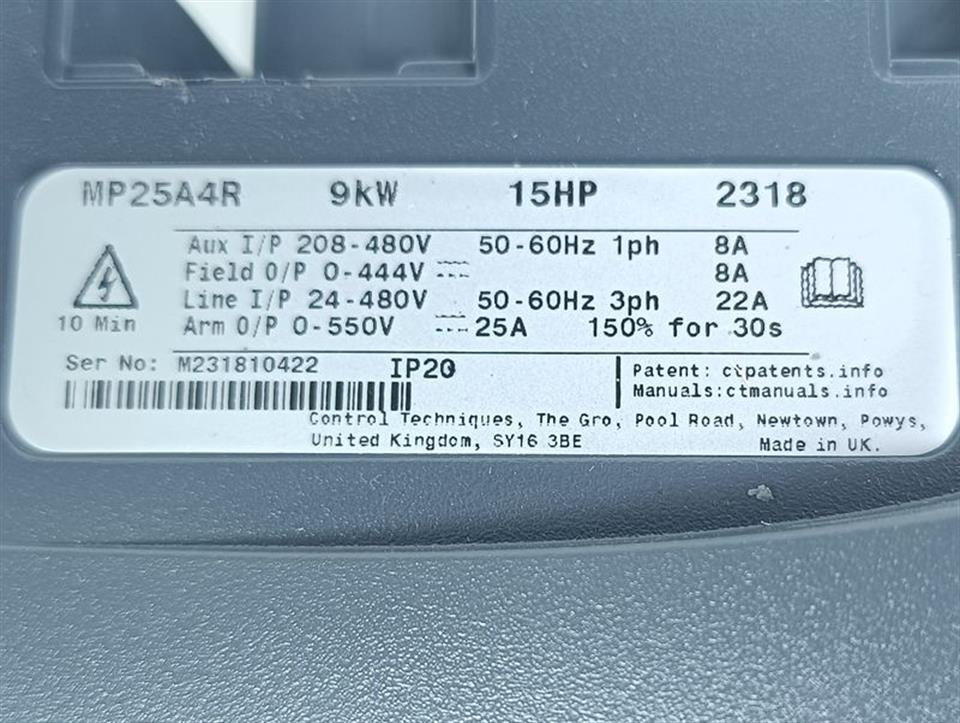 MP25A4R 9kW 15HP 2318
Aux I/P 208-480V 50-60Hz 1ph 8A
Field O/P 0-444V 8A
Line I/P 24-480V 50-60Hz 3ph 22A
10 Min Arm O/P 0-550V 25A 150% for 30s
Ser No: M231810422 IP20 Patent: ctpatents.info
Manuals:ctmanuals.info
Control Techniques, The Gro, Pool Road, Newtown, Powys,
United Kingdom, SY16 3BE Made in UK.